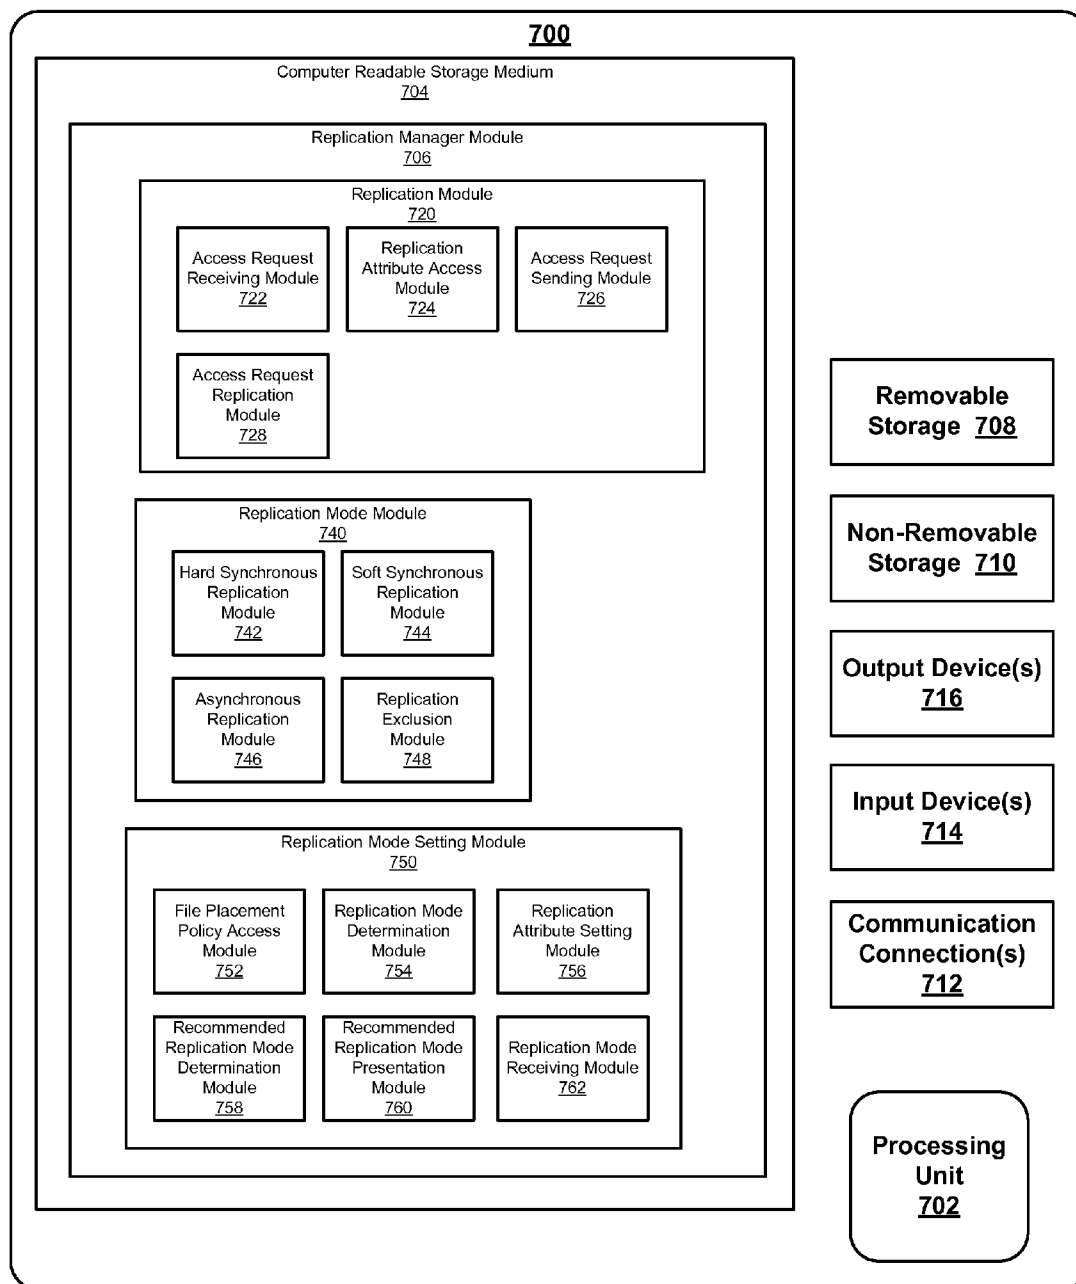 700
Computer Readable Storage Medium
704
Replication Manager Module
706
Replication Module
720
Access Request
Receiving Module
722
Replication
Attribute Access
Module
724
Access Request
Sending Module
726
Access Request
Replication
Module
728
Replication Mode Module
740
Hard Synchronous
Replication
Module
742
Soft Synchronous
Replication
Module
744
Asynchronous
Replication
Module
746
Replication
Exclusion
Module
748
Replication Mode Setting Module
750
File Placement
Policy Access
Module
752
Replication Mode
Determination
Module
754
Replication
Attribute Setting
Module
756
Recommended
Replication Mode
Determination
Module
758
Recommended
Replication Mode
Presentation
Module
760
Replication Mode
Receiving Module
762
Removable
Storage 708
Non-Removable
Storage 710
Output Device(s)
716
Input Device(s)
714
Communication
Connection(s)
712
Processing
Unit
702